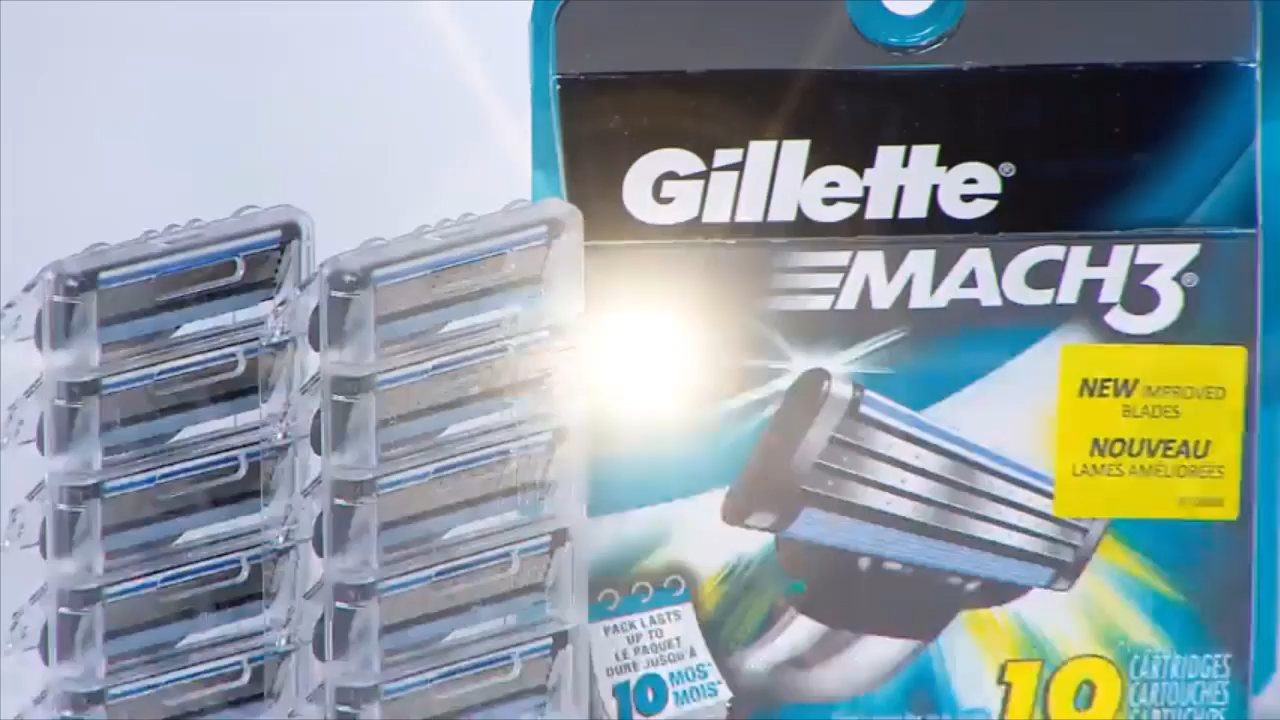 Gillette®
MACH3®
NEW IMPROVED
BLADES
NOUVEAU
LAMES AMÉLIORÉES
PACK LASTS
UP TO
LE PAQUET
DURE JUSQU'À
10 MOS*
MOIS*
10 CARTRIDGES
CARTOUCHES